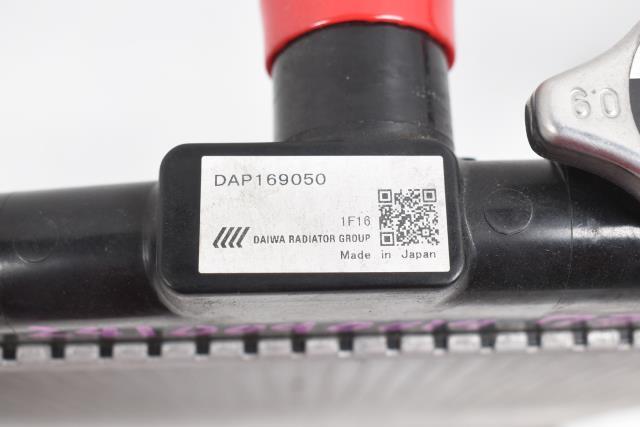 DAP169050
1F16
DAIWA RADIATOR GROUP
Made in Japan
0.9